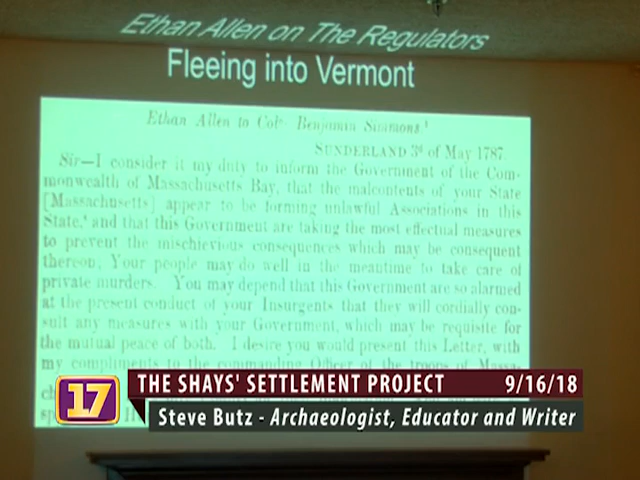 Ethan Allen on The Regulators
Fleeing into Vermont
Ethan Allen to Colº Benjamin Simmons.¹
SUNDERLAND 3ᵈ of May 1787.
Sir—I consider it my duty to inform the Government of the Com-
monwealth of Massachusetts Bay, that the malcontents of your State
[Massachusetts] appear to be forming unlawful Associations in this
State,² and that this Government are taking the most effectual measures
to prevent the mischievious consequences which may be consequent
thereon, Your people may do well in the meantime to take care of
private murders. You may depend that this Government are so alarmed
at the present conduct of your Insurgents that they will cordially con-
sult any measures with your Government, which may be requisite for
the mutual peace of both. I desire you would present this Letter, with
my compliments to the commanding Officer of the troops of Massa-
17
THE SHAYS' SETTLEMENT PROJECT 9/16/18
Steve Butz - Archaeologist, Educator and Writer